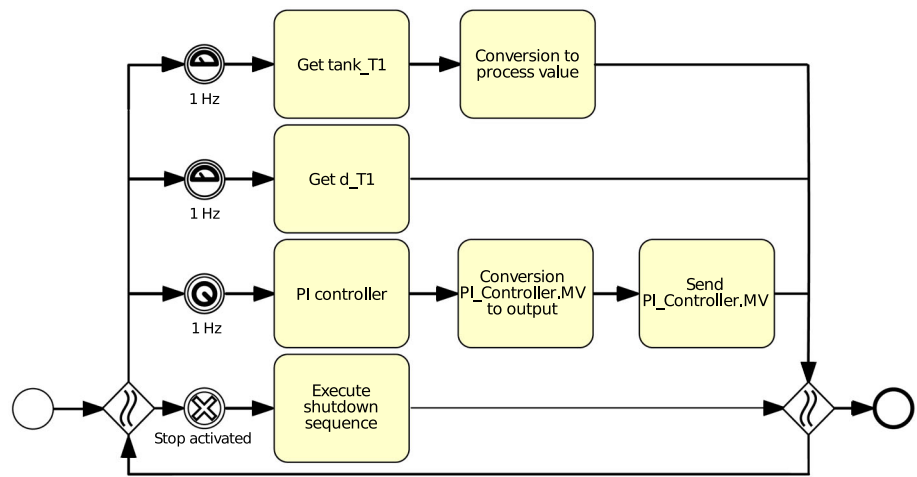 Get tank_T1
Conversion to
process value
1 Hz
Get d_T1
1 Hz
PI controller
Conversion
PI_Controller.MV
to output
Send
PI_Controller.MV
1 Hz
Execute
shutdown
sequence
Stop activated